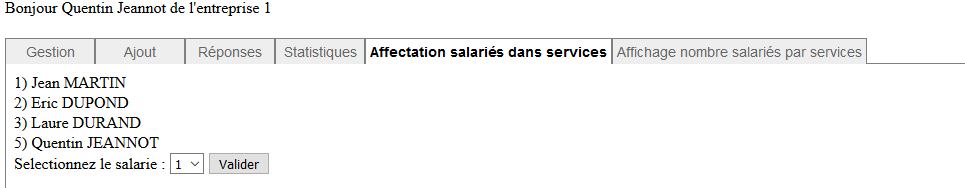 Bonjour Quentin Jeannot de l'entreprise 1
Gestion Ajout Réponses Statistiques Affectation salariés dans services Affichage nombre salariés par services
1) Jean MARTIN
2) Eric DUPOND
3) Laure DURAND
5) Quentin JEANNOT
Selectionnez le salarie : 1 Valider